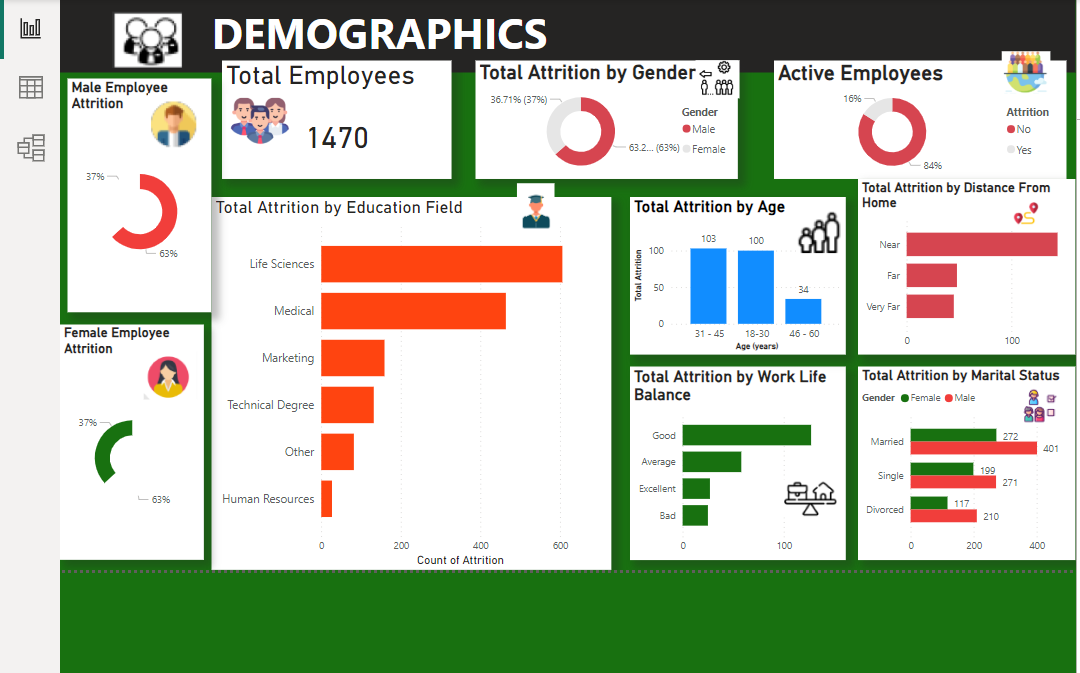 DEMOGRAPHICS
Male Employee
Attrition
37%
63%
Total Employees
1470
Total Attrition by Gender
36.71% (37%)
63.2... (63%)
Gender
Male
Female
Active Employees
16%
84%
Attrition
No
Yes
Female Employee
Attrition
37%
63%
Total Attrition by Education Field
Life Sciences
Medical
Marketing
Technical Degree
Other
Human Resources
0 200 400 600
Count of Attrition
Total Attrition by Age
Total Attrition
100
50
0
103
100
34
31 - 45 18-30 46 - 60
Age (years)
Total Attrition by Distance From
Home
Near
Far
Very Far
0 100
Total Attrition by Work Life
Balance
Good
Average
Excellent
Bad
0 100
Total Attrition by Marital Status
Gender Female Male
Married
272
401
Single
199
271
Divorced
117
210
0 200 400